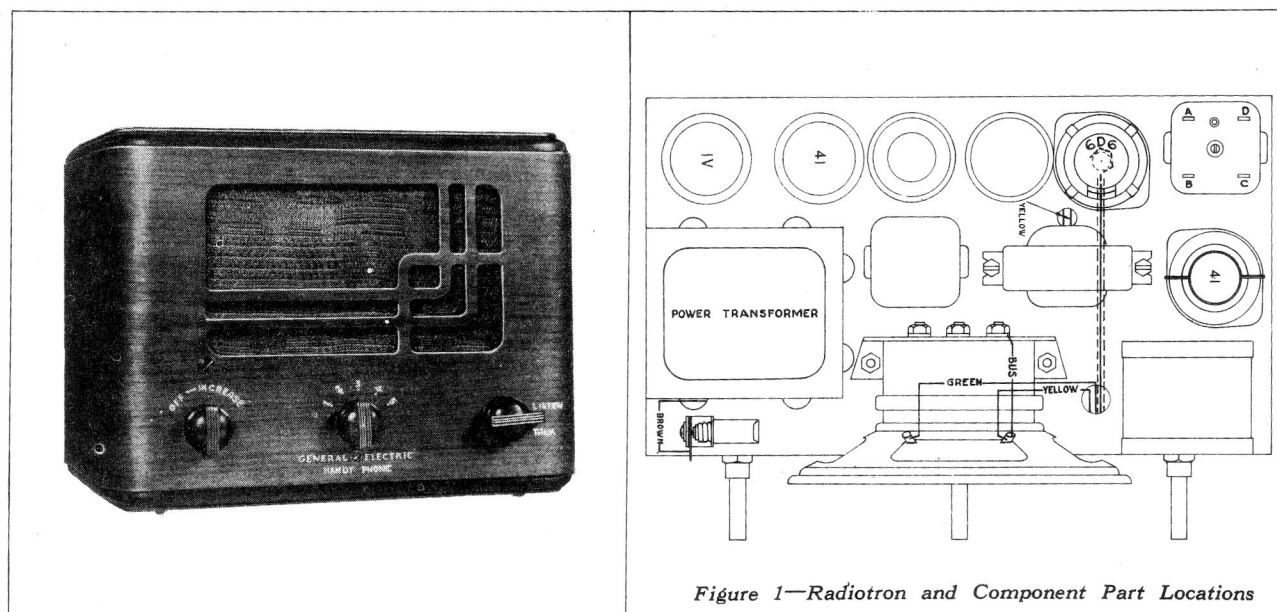 OFF—INCREASE
1 2 3 4 5
LISTEN
TALK
GENERAL ELECTRIC
HANDY PHONE
1V
41
6D6
A
D
B
C
YELLOW
41
POWER TRANSFORMER
BUS
GREEN
YELLOW
BROWN
Figure 1—Radiotron and Component Part Locations